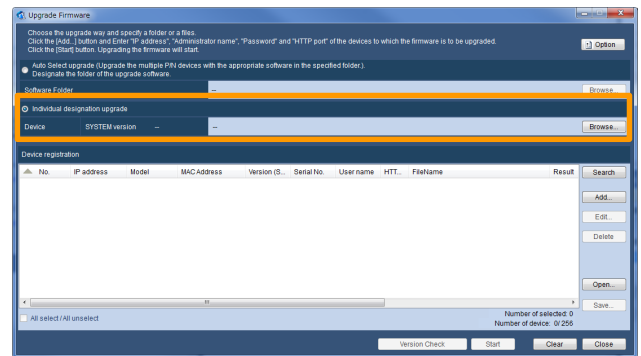 Upgrade Firmware
Choose the upgrade way and specify a folder or a files.
Click the [Add...] button and Enter "IP address", "Administrator name", "Password" and "HTTP port" of the devices to which the firmware is to be upgraded.
Click the [Start] button. Upgrading the firmware will start.
Option
Auto Select upgrade (Upgrade the multiple P/N devices with the appropriate software in the specified folder.).
Designate the folder of the upgrade software.
Software Folder -- Browse...
Individual designation upgrade
Device SYSTEM version -- -- Browse...
Device registration
No. IP address Model MAC Address Version (S... Serial No. User name HTT... FileName Result
Search
Add...
Edit...
Delete
Open...
Save...
All select / All unselect
Number of selected: 0
Number of device: 0/ 256
Version Check Start Clear Close